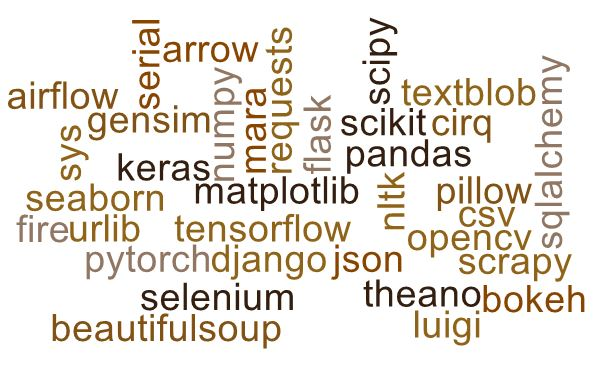 serial
arrow
scipy
airflow
requests
textblob
sqlalchemy
numpy
mara
flask
gensim
scikit
cirq
sys
keras
pandas
seaborn
matplotlib
nltk
pillow
csv
fire
urlib
tensorflow
opencv
pytorch
django
json
scrapy
selenium
theano
bokeh
beautifulsoup
luigi